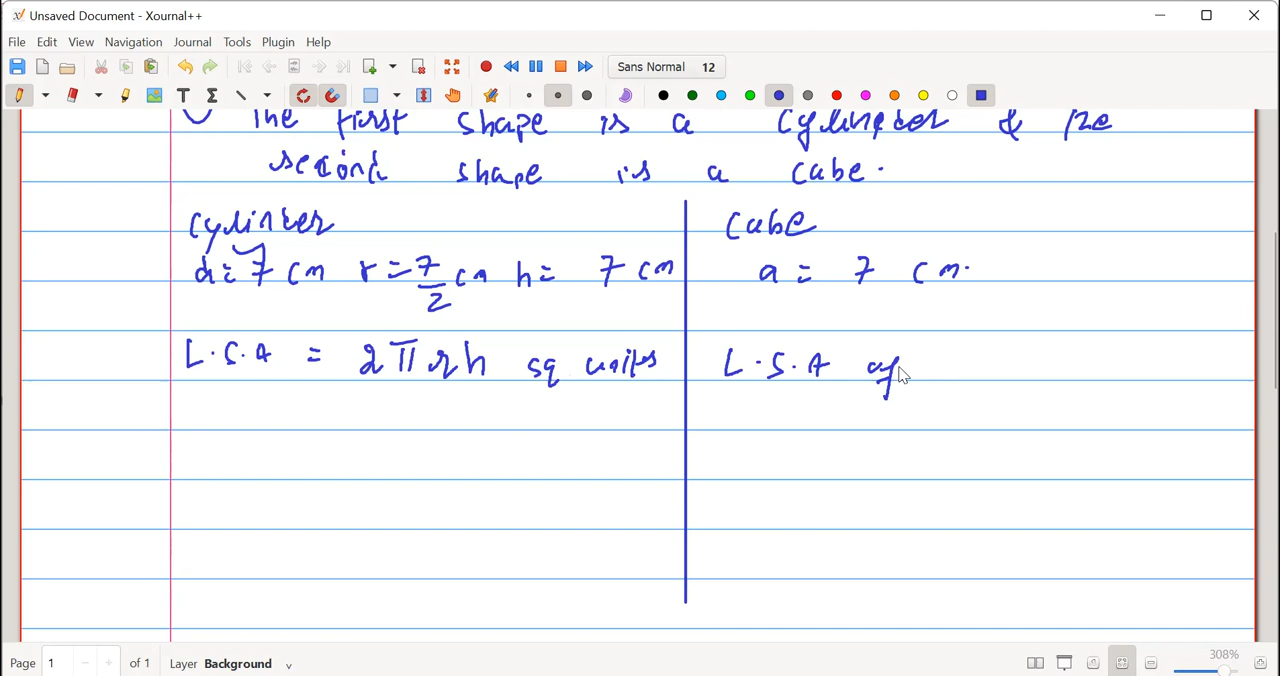 Unsaved Document - Xournal++
File Edit View Navigation Journal Tools Plugin Help
Sans Normal 12
The first shape is a cylinder & the
second shape is a cube.
Cylinder
Cube
d = 7 cm r = 7/2 cm h = 7 cm
a = 7 cm.
L.S.A = 2πrh sq units
L.S.A of
Page 1 of 1 Layer Background 308%